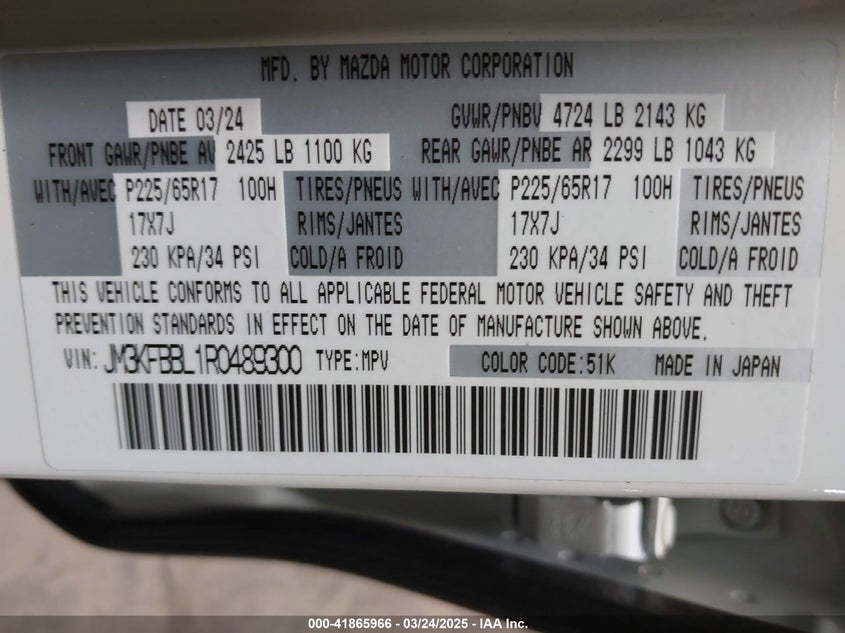 MFD. BY MAZDA MOTOR CORPORATION
DATE 03/24 GVWR/PNBV 4724 LB 2143 KG
FRONT GAWR/PNBE AV 2425 LB 1100 KG REAR GAWR/PNBE AR 2299 LB 1043 KG
WITH/AVEC P225/65R17 100H TIRES/PNEUS WITH/AVEC P225/65R17 100H TIRES/PNEUS
17X7J RIMS/JANTES 17X7J RIMS/JANTES
230 KPA/34 PSI COLD/A FROID 230 KPA/34 PSI COLD/A FROID
THIS VEHICLE CONFORMS TO ALL APPLICABLE FEDERAL MOTOR VEHICLE SAFETY AND THEFT
PREVENTION STANDARDS IN EFFECT ON THE DATE OF MANUFACTURE SHOWN ABOVE.
VIN: JM3KFBBL1R0489300 TYPE:MPV COLOR CODE:51K MADE IN JAPAN
000-41865966 — 03/24/2025 — IAA Inc.